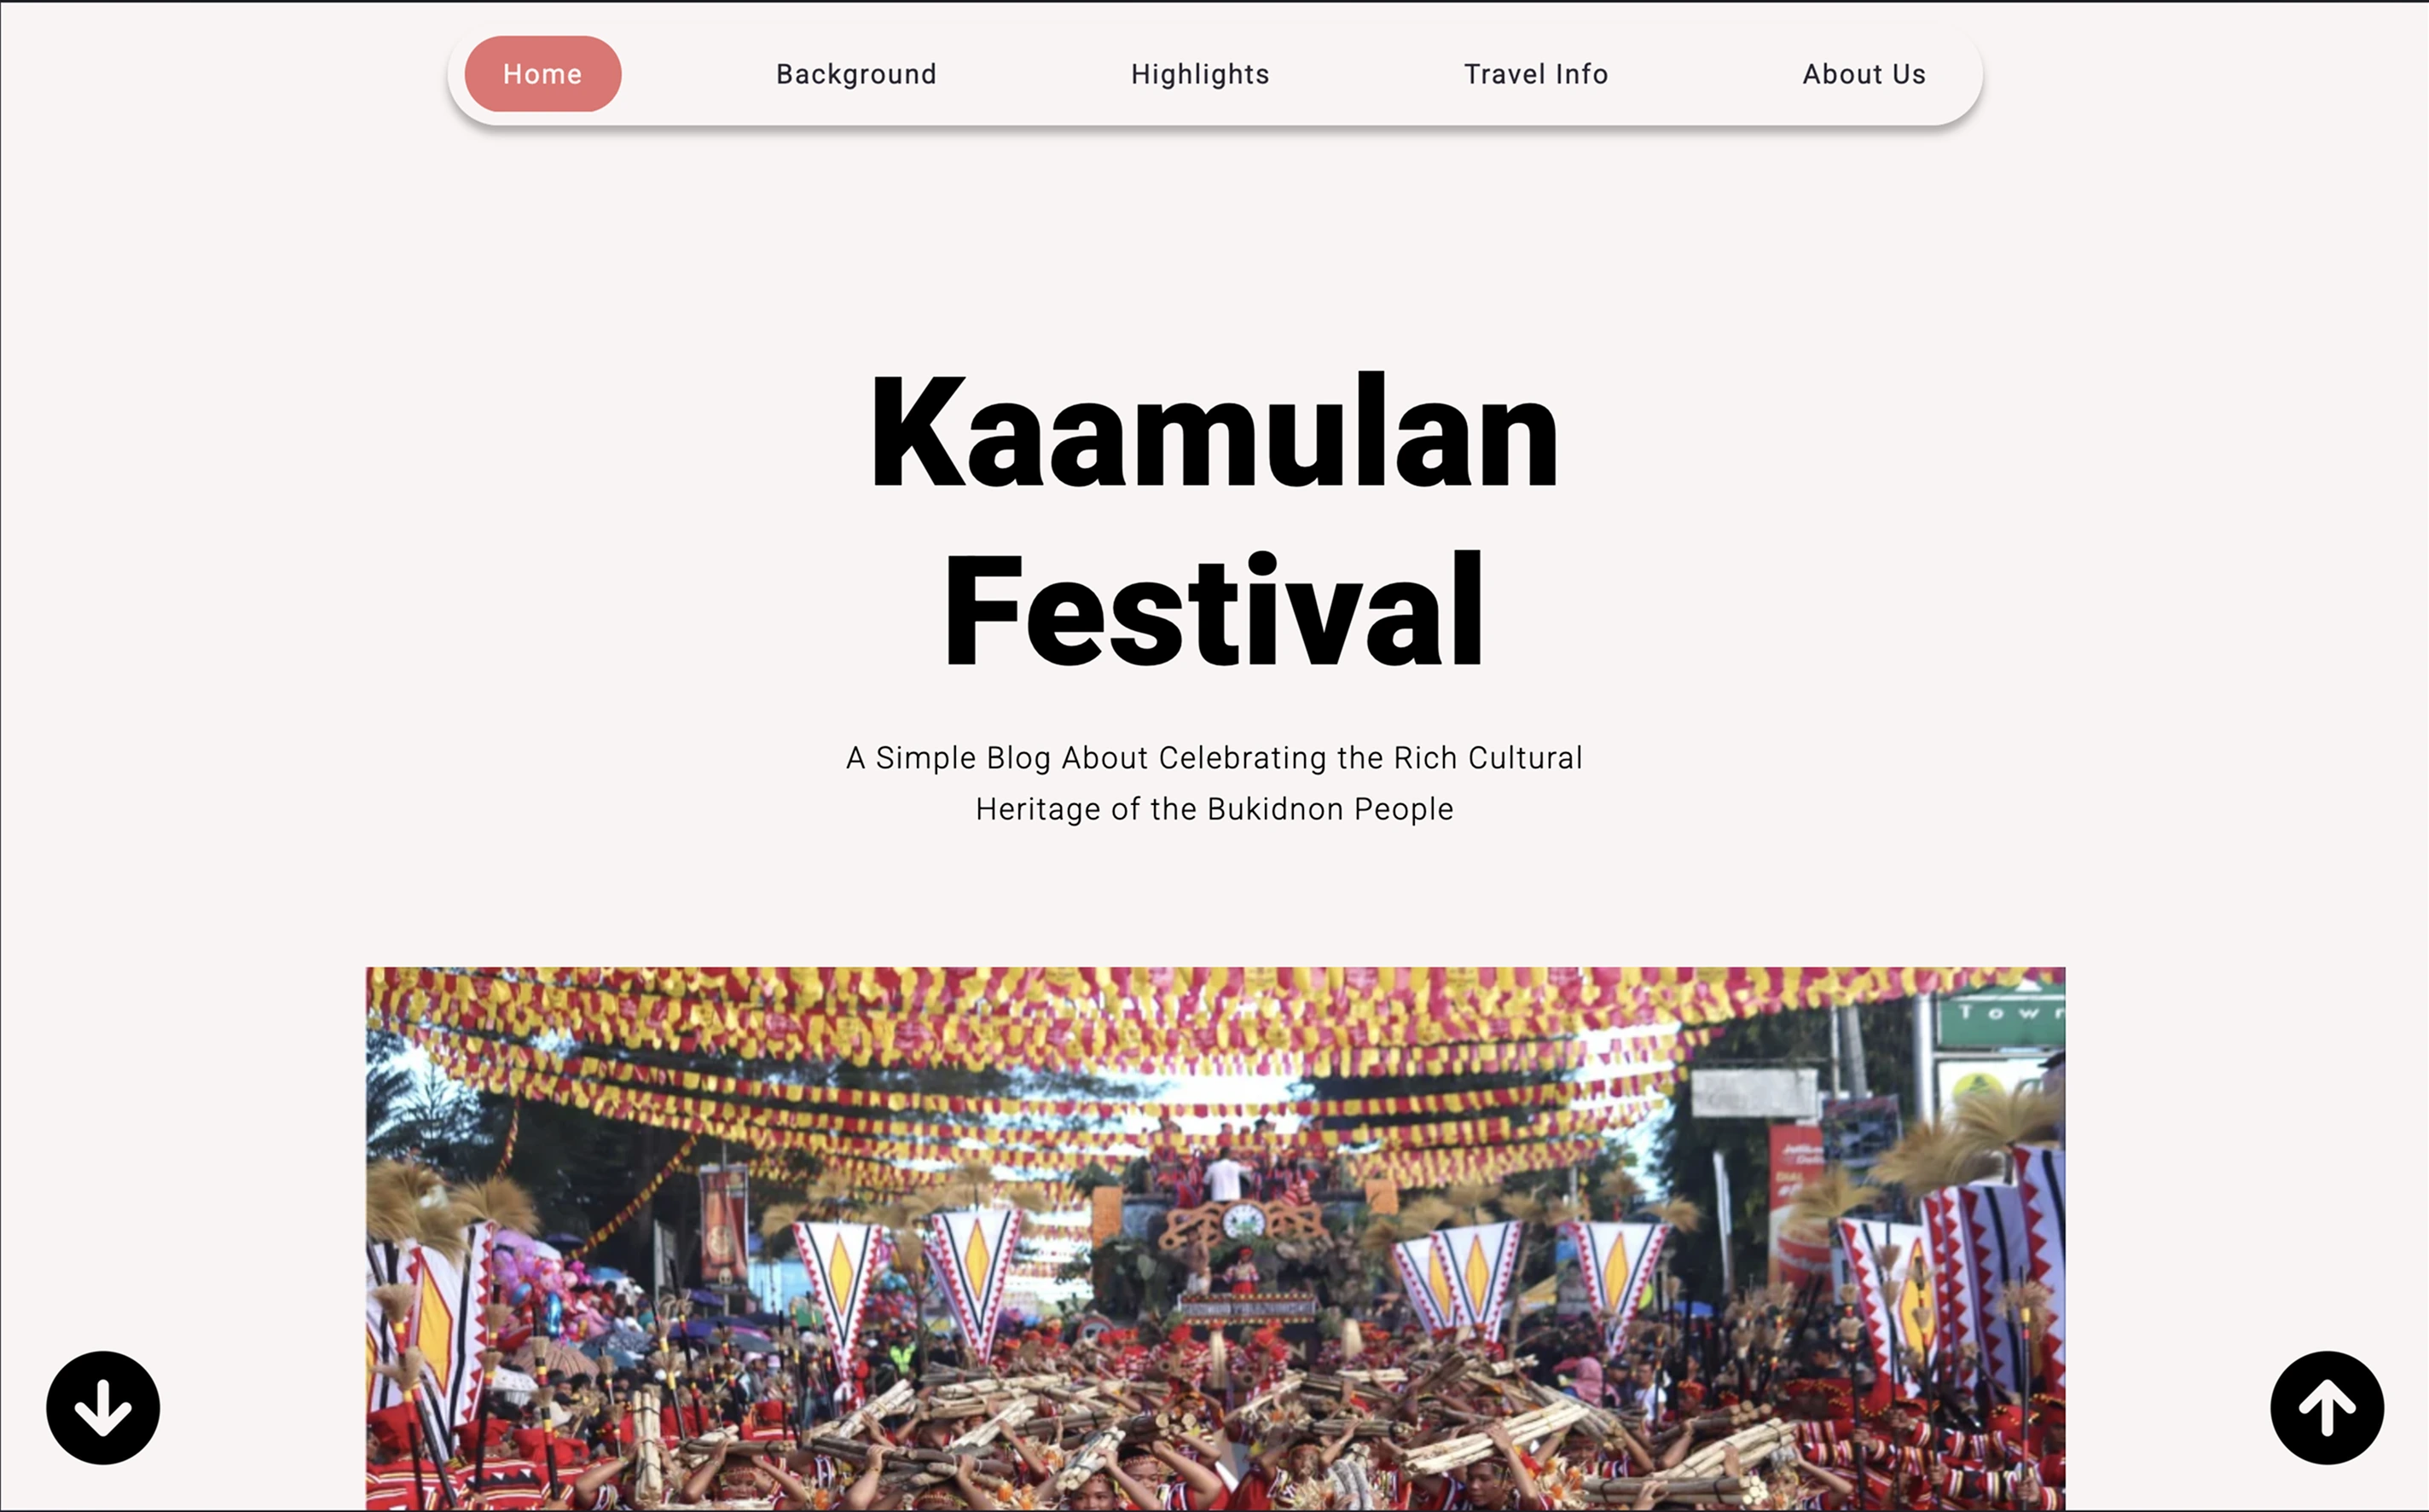 Home
Background
Highlights
Travel Info
About Us
Kaamulan
Festival
A Simple Blog About Celebrating the Rich Cultural
Heritage of the Bukidnon People